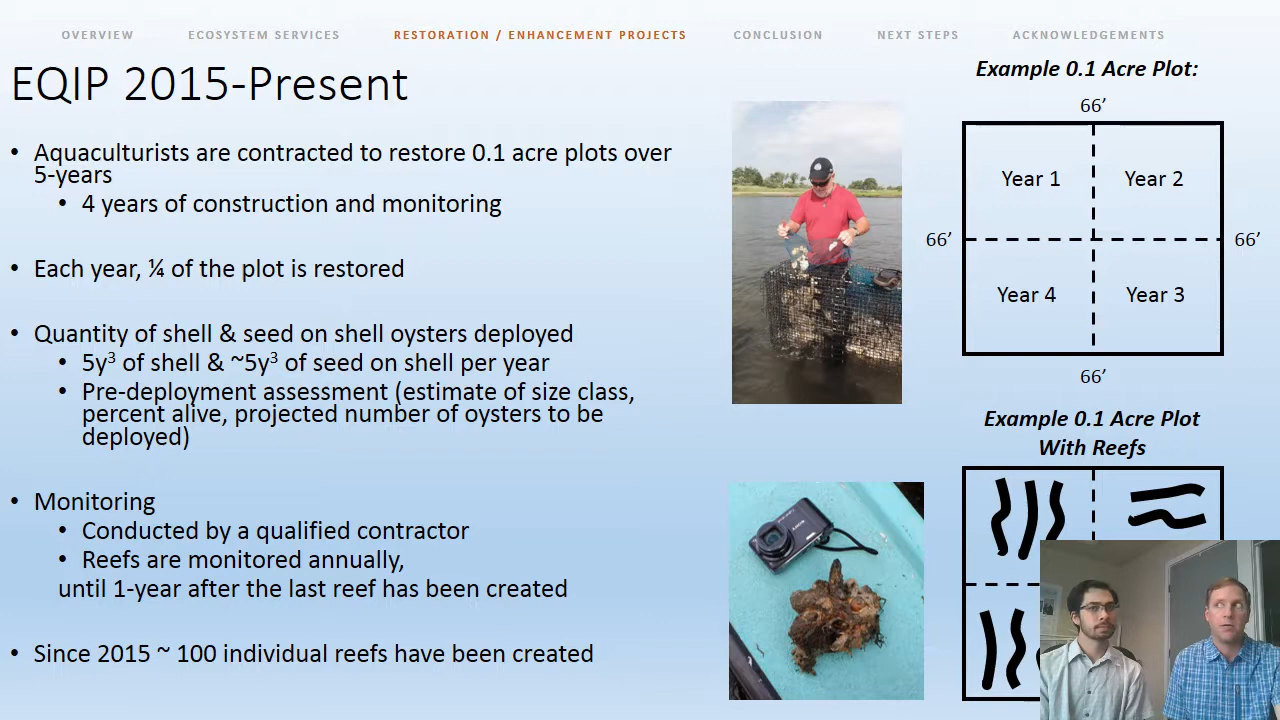 OVERVIEW ECOSYSTEM SERVICES RESTORATION / ENHANCEMENT PROJECTS CONCLUSION NEXT STEPS ACKNOWLEDGEMENTS
EQIP 2015-Present
• Aquaculturists are contracted to restore 0.1 acre plots over
5-years
• 4 years of construction and monitoring
• Each year, ¼ of the plot is restored
• Quantity of shell & seed on shell oysters deployed
• 5y³ of shell & ~5y³ of seed on shell per year
• Pre-deployment assessment (estimate of size class,
percent alive, projected number of oysters to be
deployed)
• Monitoring
• Conducted by a qualified contractor
• Reefs are monitored annually,
until 1-year after the last reef has been created
• Since 2015 ~ 100 individual reefs have been created
Example 0.1 Acre Plot:
66’
Year 1 Year 2
66’ 66’
Year 4 Year 3
66’
Example 0.1 Acre Plot
With Reefs